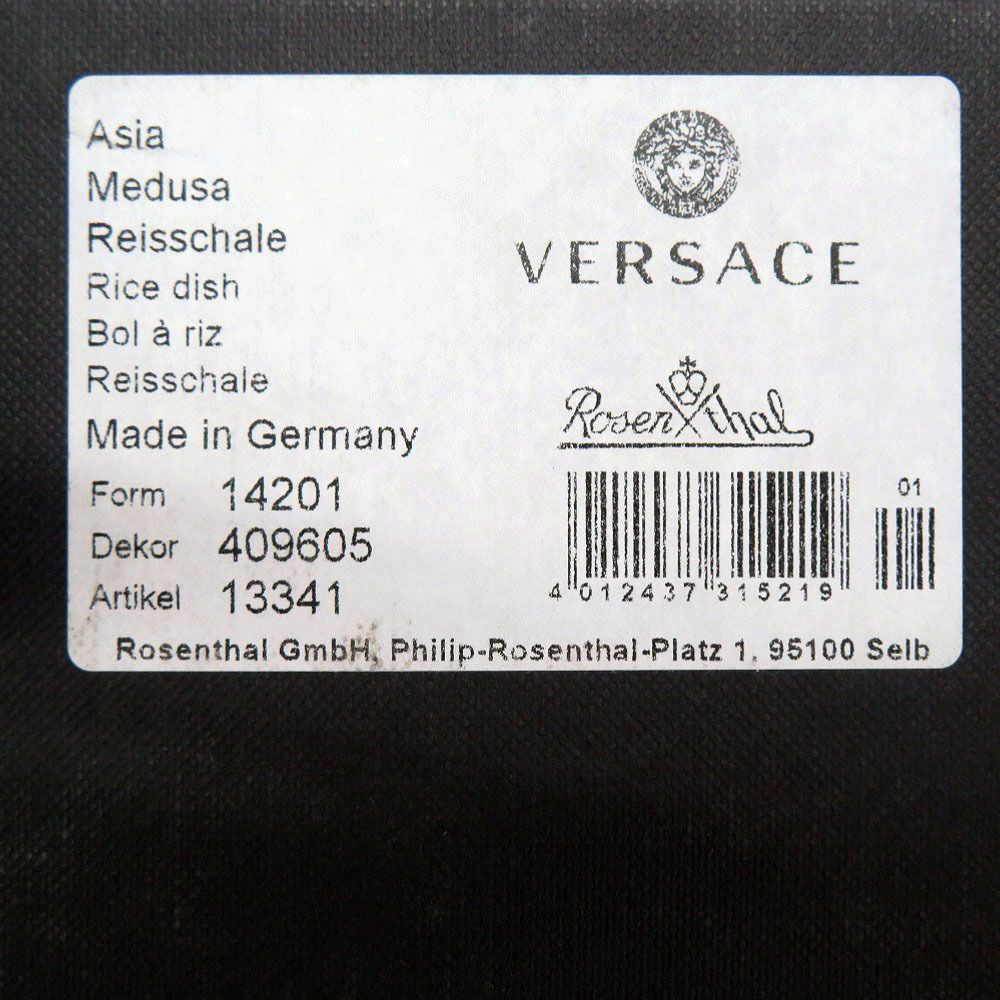 Asia
Medusa
Reisschale
Rice dish
Bol à riz
Reisschale
Made in Germany
Form 14201
Dekor 409605
Artikel 13341
VERSACE
Rosenthal
01
4 012437 315219
Rosenthal GmbH, Philip-Rosenthal-Platz 1, 95100 Selb